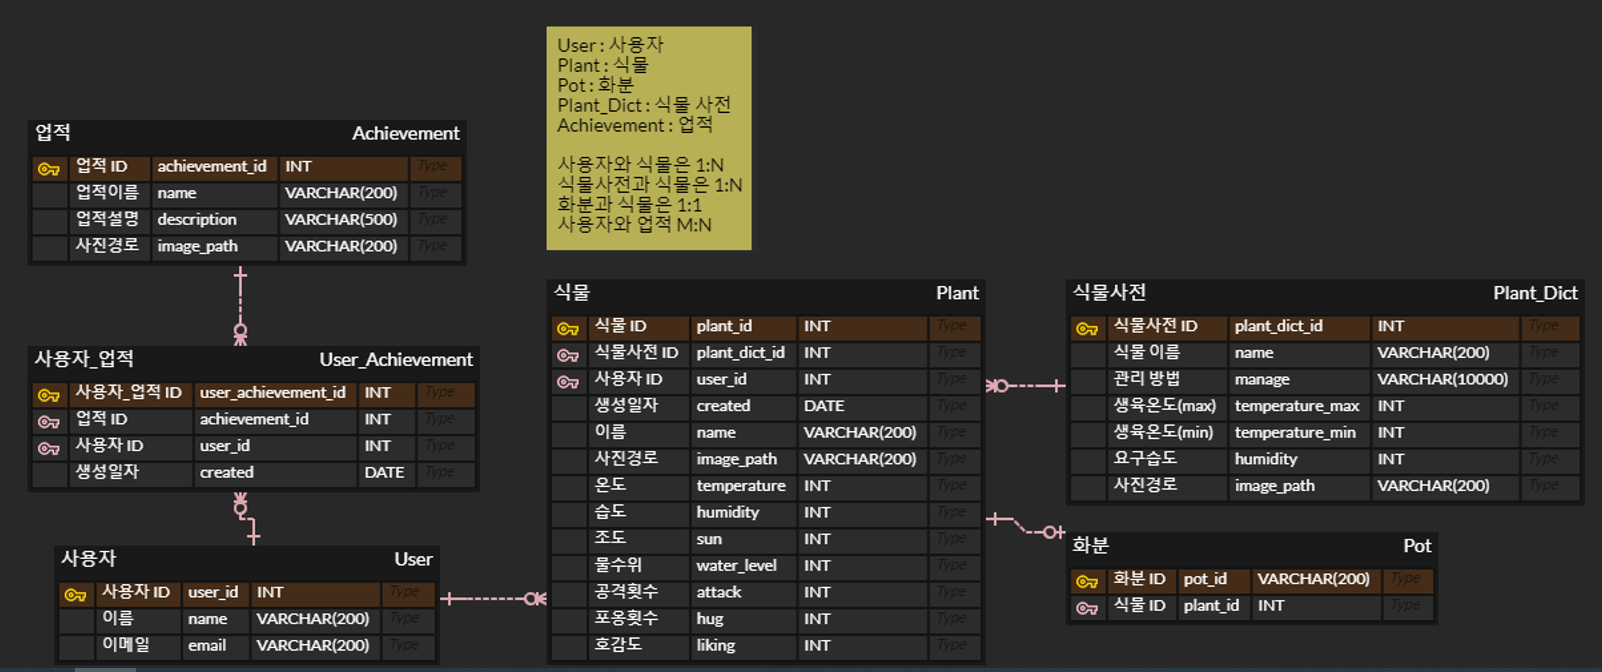 User : 사용자
Plant : 식물
Pot : 화분
Plant_Dict : 식물 사전
Achievement : 업적
사용자와 식물은 1:N
식물사전과 식물은 1:N
화분과 식물은 1:1
사용자와 업적 M:N
업적 Achievement
업적 ID achievement_id INT Type
업적이름 name VARCHAR(200) Type
업적설명 description VARCHAR(500) Type
사진경로 image_path VARCHAR(200) Type
사용자_업적 User_Achievement
사용자_업적 ID user_achievement_id INT Type
업적 ID achievement_id INT Type
사용자 ID user_id INT Type
생성일자 created DATE Type
사용자 User
사용자 ID user_id INT Type
이름 name VARCHAR(200) Type
이메일 email VARCHAR(200) Type
식물 Plant
식물 ID plant_id INT Type
식물사전 ID plant_dict_id INT Type
사용자 ID user_id INT Type
생성일자 created DATE Type
이름 name VARCHAR(200) Type
사진경로 image_path VARCHAR(200) Type
온도 temperature INT Type
습도 humidity INT Type
조도 sun INT Type
물수위 water_level INT Type
공격횟수 attack INT Type
포옹횟수 hug INT Type
호감도 liking INT Type
식물사전 Plant_Dict
식물사전 ID plant_dict_id INT Type
식물 이름 name VARCHAR(200) Type
관리 방법 manage VARCHAR(10000) Type
생육온도(max) temperature_max INT Type
생육온도(min) temperature_min INT Type
요구습도 humidity INT Type
사진경로 image_path VARCHAR(200) Type
화분 Pot
화분 ID pot_id VARCHAR(200) Type
식물 ID plant_id INT Type